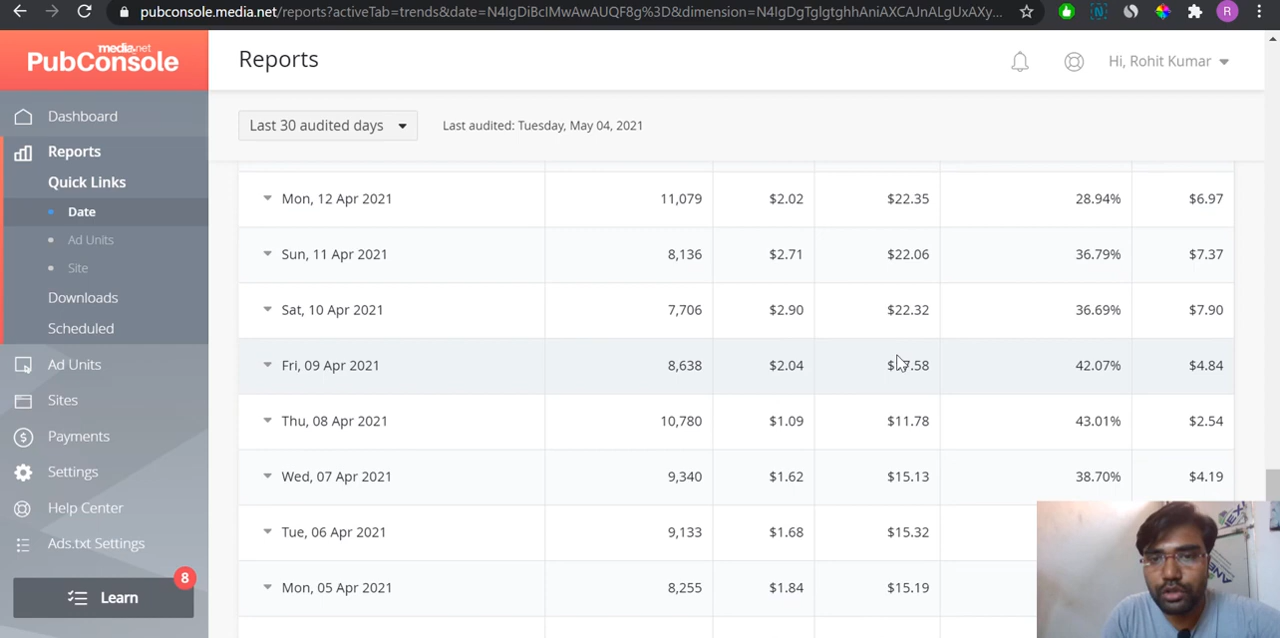 pubconsole.media.net/reports?activeTab=trends&date=N4IgDiBcIMwAwAUQF8g%3D&dimension=N4IgDgTglgtghhAniAXCAJnALgUxAXy...
R
media.net
PubConsole
Reports
Hi, Rohit Kumar
Dashboard
Last 30 audited days
Last audited: Tuesday, May 04, 2021
Reports
Quick Links
Date
Ad Units
Site
Downloads
Scheduled
Ad Units
Sites
Payments
Settings
Help Center
Ads.txt Settings
8
Learn
Mon, 12 Apr 2021 11,079 $2.02 $22.35 28.94% $6.97
Sun, 11 Apr 2021 8,136 $2.71 $22.06 36.79% $7.37
Sat, 10 Apr 2021 7,706 $2.90 $22.32 36.69% $7.90
Fri, 09 Apr 2021 8,638 $2.04 42.07% $4.84
Thu, 08 Apr 2021 10,780 $1.09 $11.78 43.01% $2.54
Wed, 07 Apr 2021 9,340 $1.62 $15.13 38.70% $4.19
Tue, 06 Apr 2021 9,133 $1.68 $15.32
Mon, 05 Apr 2021 8,255 $1.84 $15.19